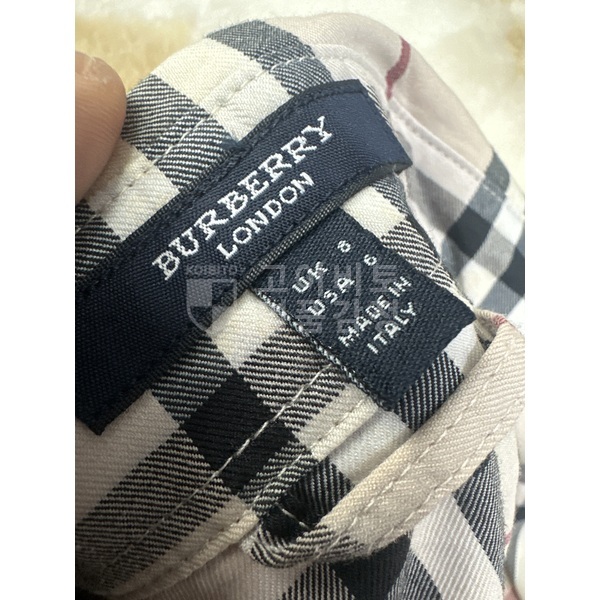 BURBERRY
LONDON
UK 8
USA 6
MADE IN
ITALY
KOIBITO
고이비토